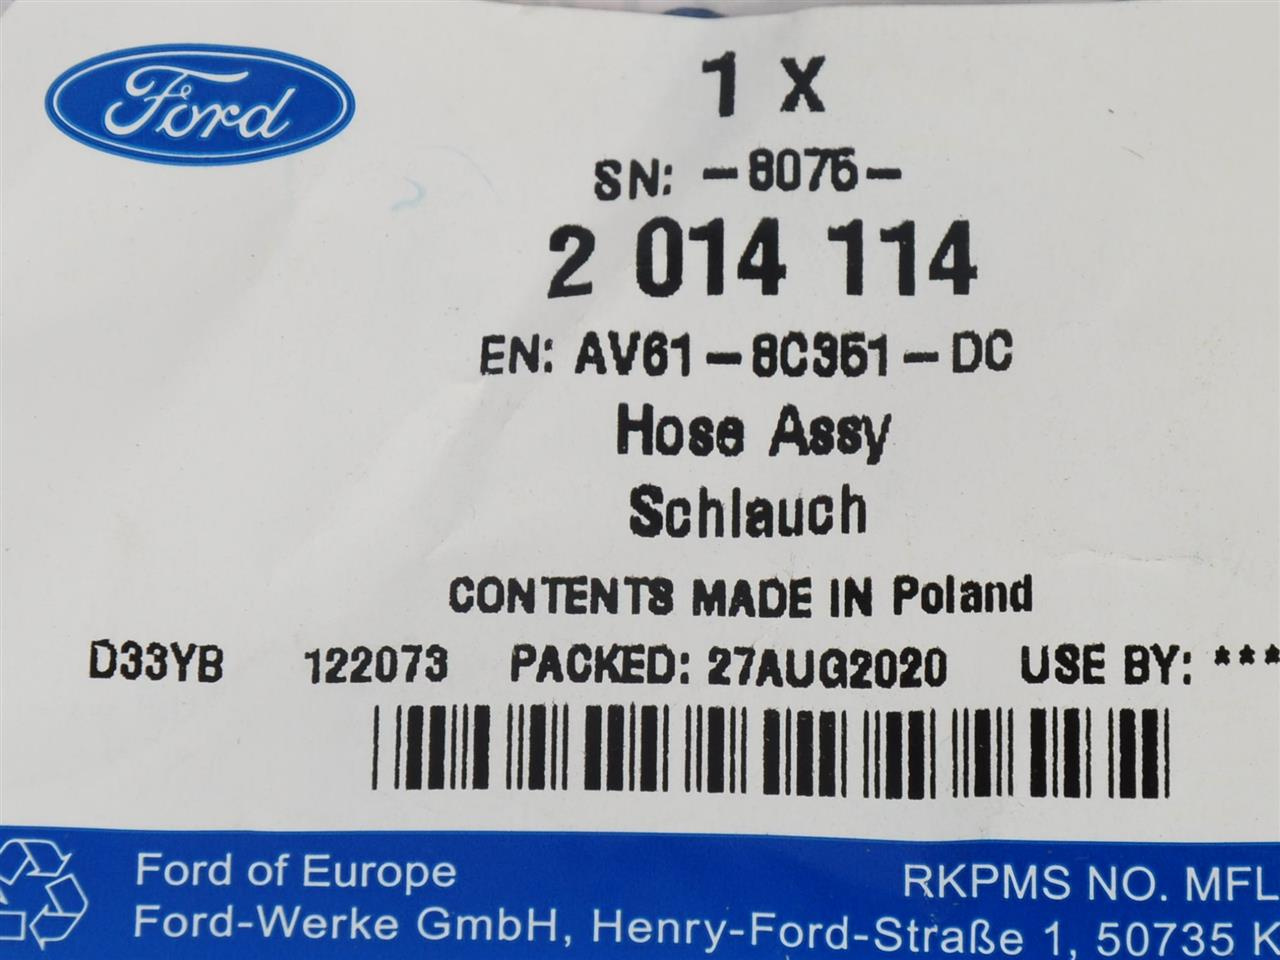 Ford
1 X
SN: -8075-
2 014 114
EN: AV61-8C351-DC
Hose Assy
Schlauch
CONTENTS MADE IN Poland
D33YB 122073 PACKED: 27AUG2020 USE BY: ***
Ford of Europe
RKPMS NO. MFL
Ford-Werke GmbH, Henry-Ford-Straße 1, 50735 K